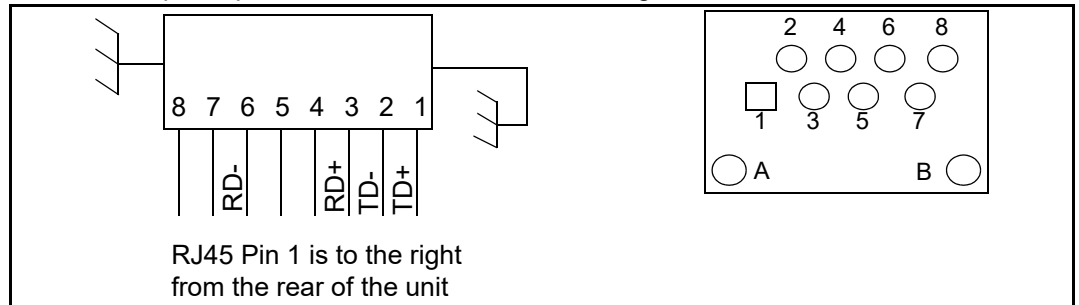 2 4 6 8
8 7 6 5 4 3 2 1
1 3 5 7
RD- RD+ TD- TD+
A B
RJ45 Pin 1 is to the right
from the rear of the unit